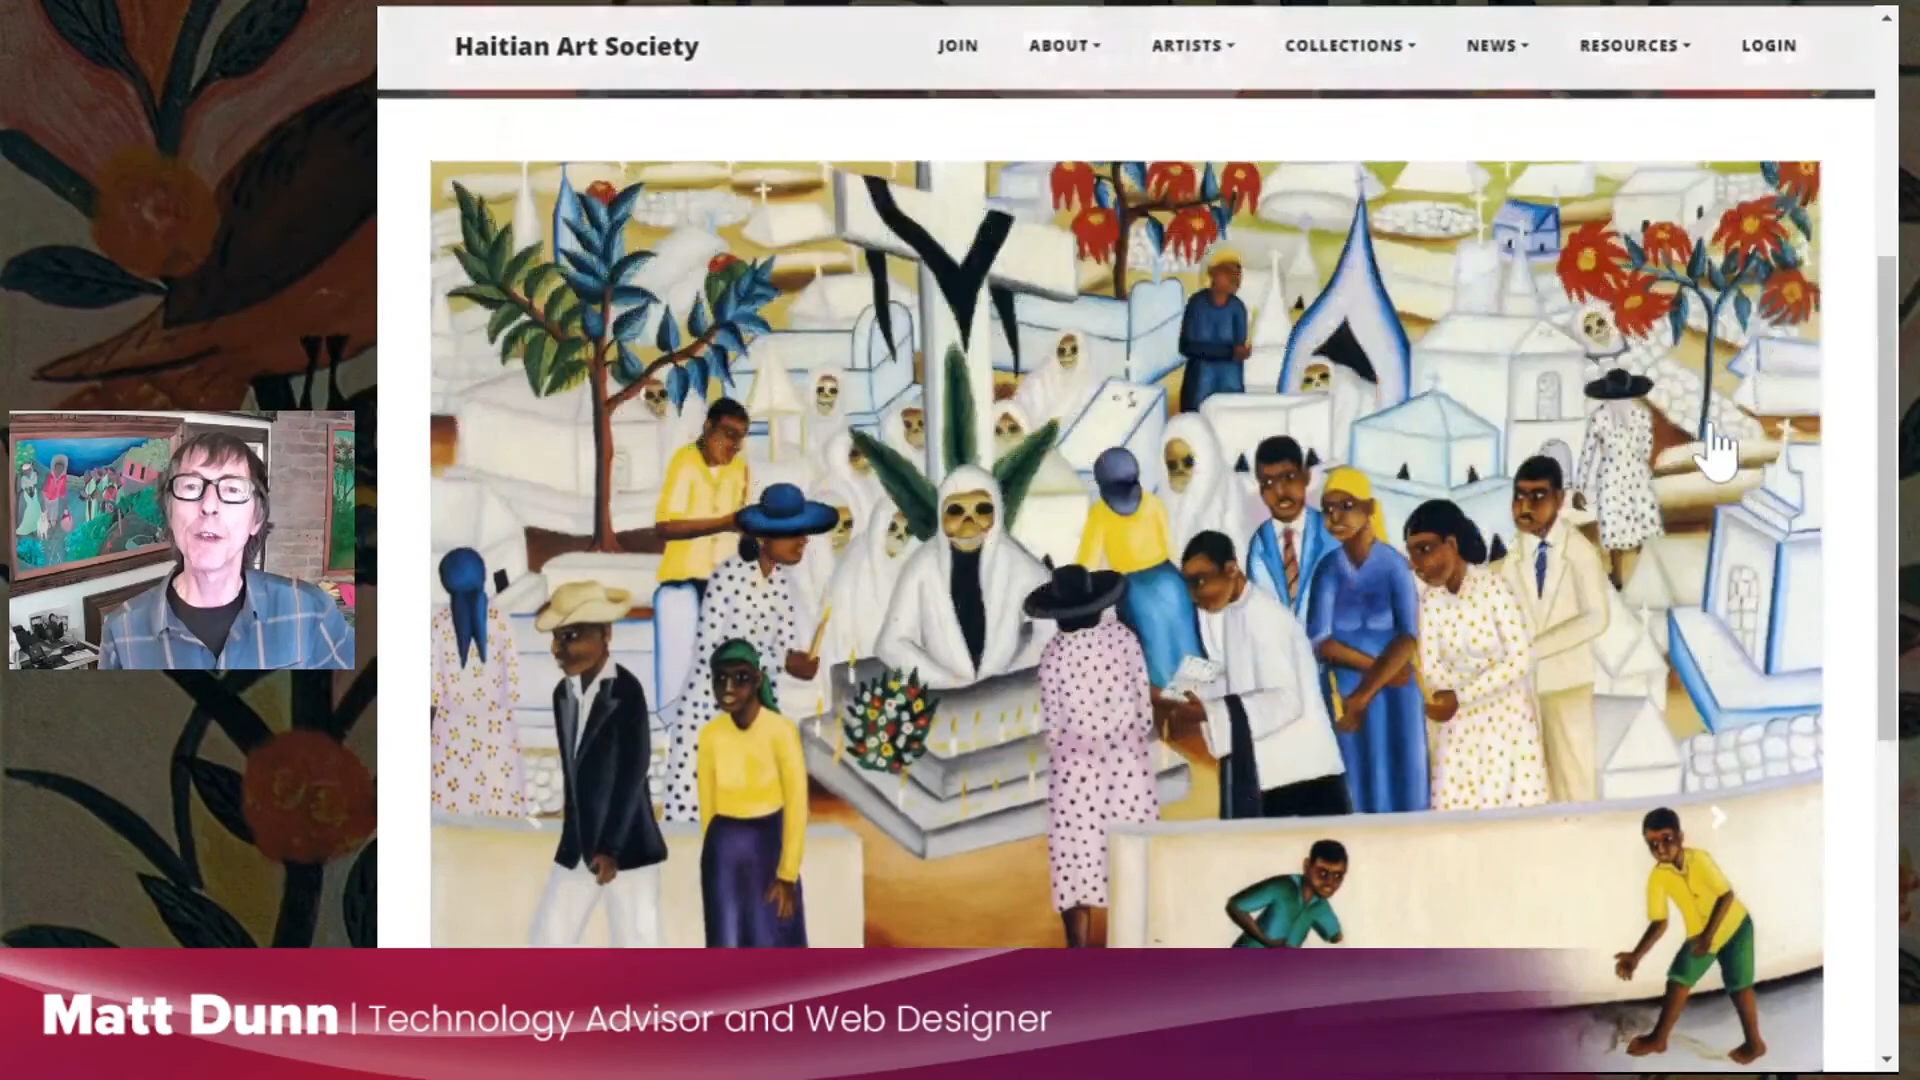 Haitian Art Society
JOIN ABOUT ARTISTS COLLECTIONS NEWS RESOURCES LOGIN
Matt Dunn | Technology Advisor and Web Designer